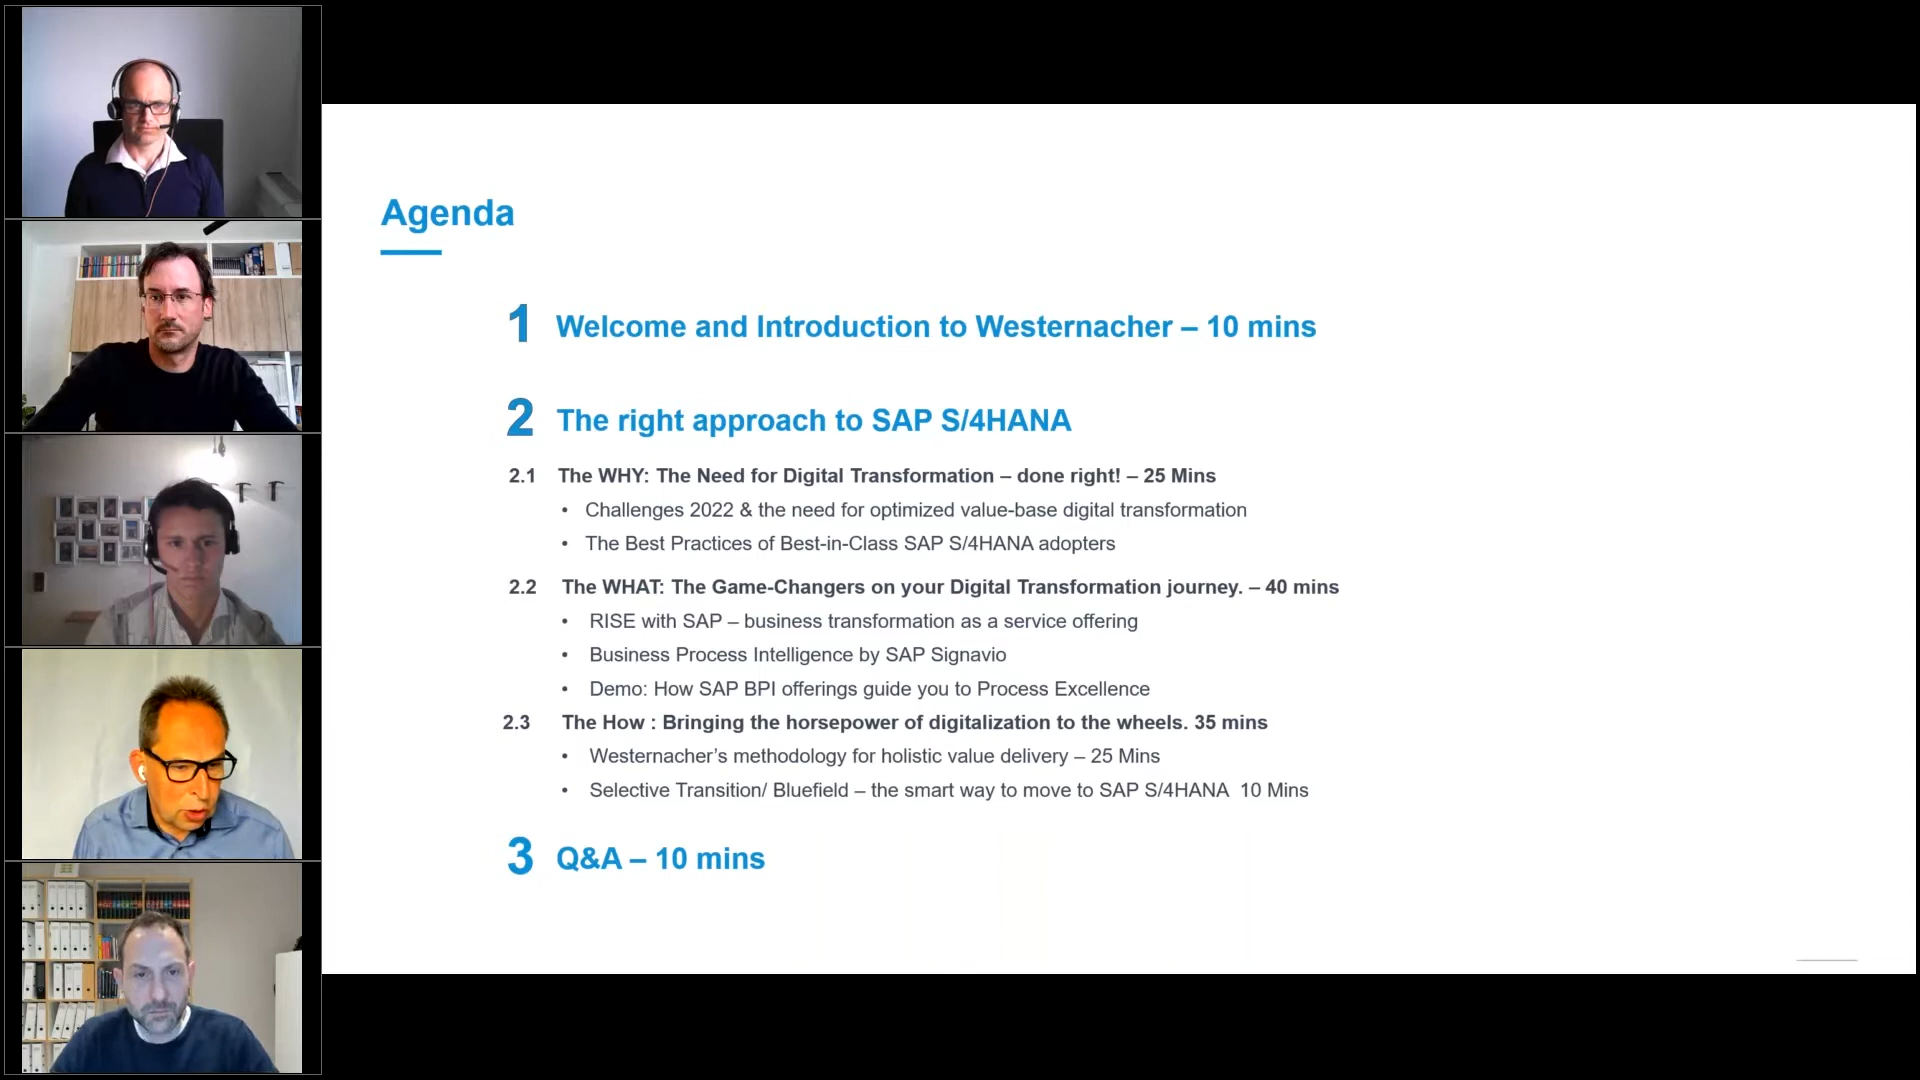 Agenda
1 Welcome and Introduction to Westernacher – 10 mins
2 The right approach to SAP S/4HANA
2.1 The WHY: The Need for Digital Transformation – done right! – 25 Mins
• Challenges 2022 & the need for optimized value-base digital transformation
• The Best Practices of Best-in-Class SAP S/4HANA adopters
2.2 The WHAT: The Game-Changers on your Digital Transformation journey. – 40 mins
• RISE with SAP – business transformation as a service offering
• Business Process Intelligence by SAP Signavio
• Demo: How SAP BPI offerings guide you to Process Excellence
2.3 The How : Bringing the horsepower of digitalization to the wheels. 35 mins
• Westernacher’s methodology for holistic value delivery – 25 Mins
• Selective Transition/ Bluefield – the smart way to move to SAP S/4HANA 10 Mins
3 Q&A – 10 mins